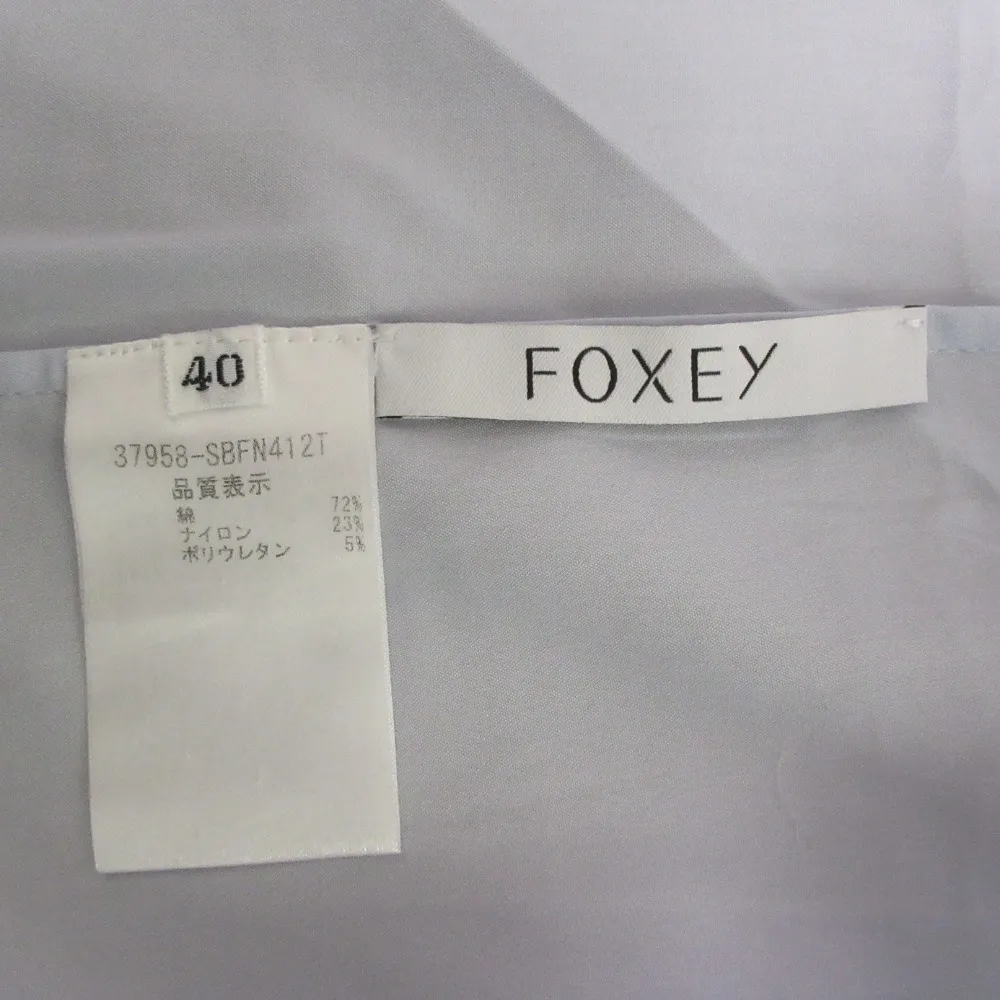 40
FOXEY
37958-SBFN412T
品質表示
綿 72%
ナイロン 23%
ポリウレタン 5%